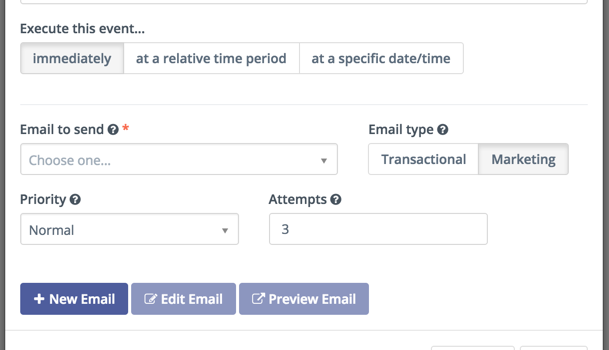 Execute this event...
immediately at a relative time period at a specific date/time
Email to send * Email type
Choose one... Transactional Marketing
Priority Attempts
Normal 3
+ New Email Edit Email Preview Email